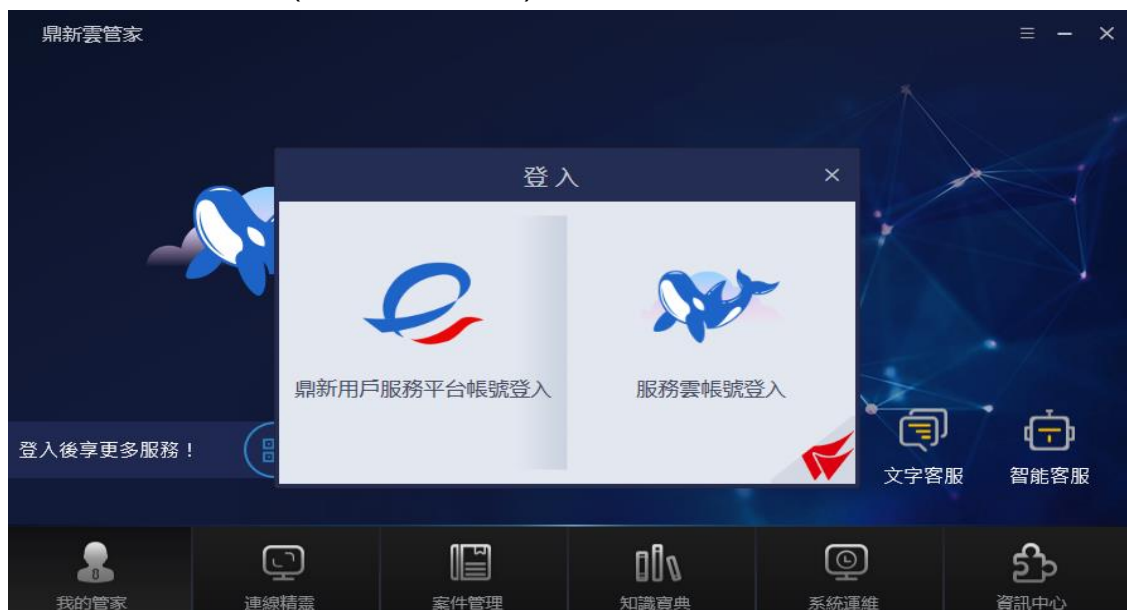 鼎新雲管家
登入
鼎新用戶服務平台帳號登入
服務雲帳號登入
登入後享更多服務！
文字客服
智能客服
我的管家
連線精靈
案件管理
知識寶典
系統運維
資訊中心